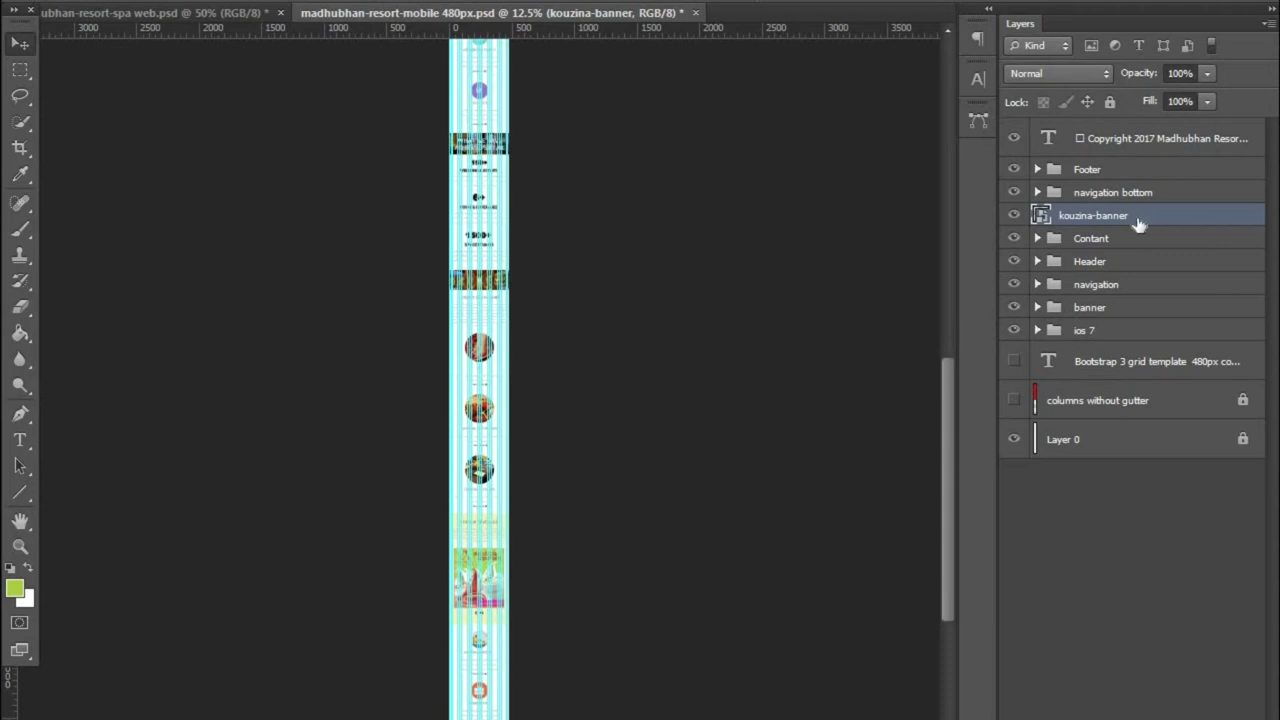 ubhan-resort-spa web.psd @ 50% (RGB/8) * ×
madhubhan-resort-mobile 480px.psd @ 12.5% (kouzina-banner, RGB/8) * ×
3000 2500 2000 1500 1000 500 0 500 1000 1500 2000 2500 3000 3500
Layers
Kind
Normal Opacity: 100%
Lock: Fill: 100%
Copyright 2017 Madhubhan Resor...
Footer
navigation bottom
kouzina-banner
Contant
Header
navigation
banner
ios 7
Bootstrap 3 grid template 480px co...
columns without gutter
Layer 0